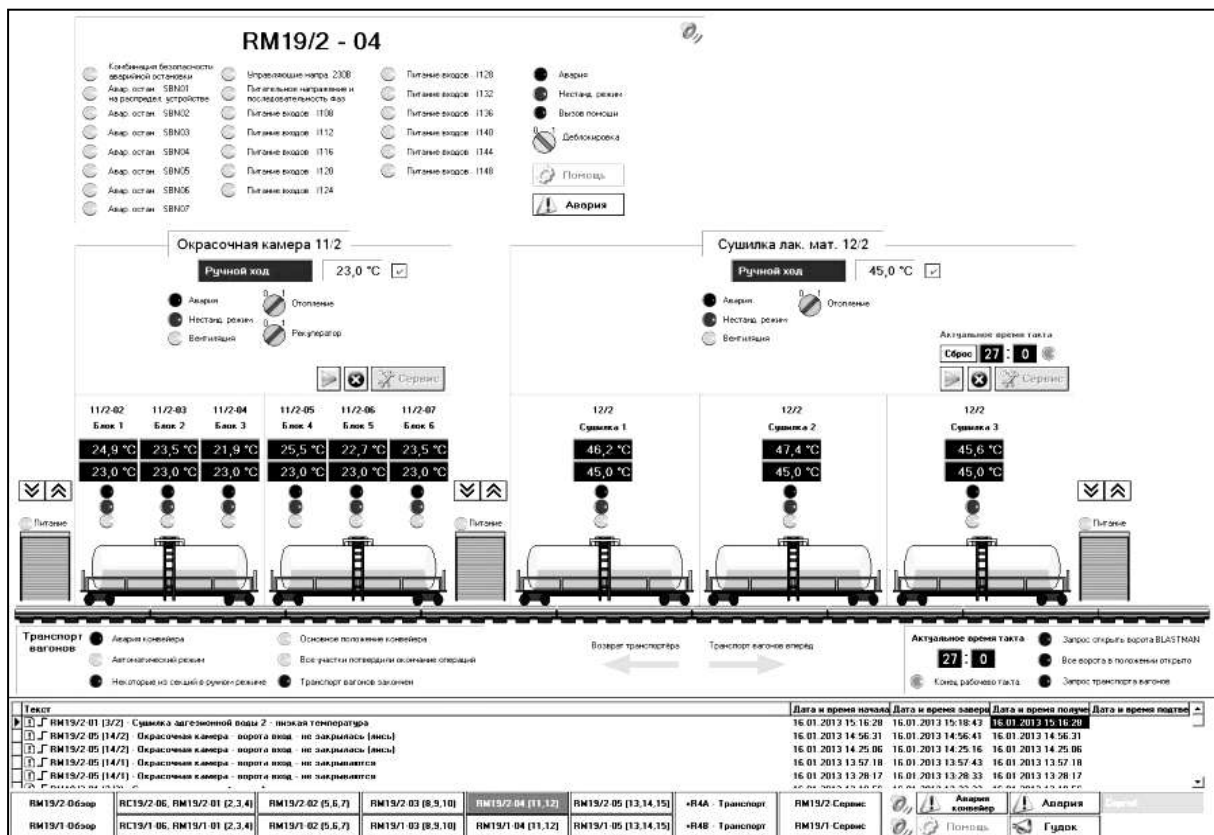 RM19/2 - 04
Комбинация безопасности
аварийной остановки
Авар. остан. SBN01
на распредел. устройстве
Авар. остан. SBN02
Авар. остан. SBN03
Авар. остан. SBN04
Авар. остан. SBN05
Авар. остан. SBN06
Авар. остан. SBN07
Управляющие напра. 230В
Питательное напряжение и
последовательность фаз
Питание входов I108
Питание входов I112
Питание входов I116
Питание входов I120
Питание входов I124
Питание входов I128
Питание входов I132
Питание входов I136
Питание входов I140
Питание входов I144
Питание входов I148
Авария
Нестанд. режим
Вызов помощи
0 1 Деблокировка
Помощь
Авария
Окрасочная камера 11/2
Ручной ход 23,0 °C
Авария
Нестанд. режим
Вентиляция
0 1 Отопление
0 1 Рекуператор
Сервис
Сушилка лак. мат. 12/2
Ручной ход 45,0 °C
Авария
Нестанд. режим
Вентиляция
0 1 Отопление
Актуальное время такта
Сброс 27 : 0
Сервис
11/2-02 11/2-03 11/2-04 11/2-05 11/2-06 11/2-07 12/2 12/2 12/2
Блок 1 Блок 2 Блок 3 Блок 4 Блок 5 Блок 6 Сушилка 1 Сушилка 2 Сушилка 3
24,9 °C 23,5 °C 21,9 °C 25,5 °C 22,7 °C 23,5 °C 46,2 °C 47,4 °C 45,6 °C
23,0 °C 23,0 °C 23,0 °C 23,0 °C 23,0 °C 23,0 °C 45,0 °C 45,0 °C 45,0 °C
Питание Питание Питание
Транспорт
вагонов
Авария конвейера
Автоматический режим
Некоторые из секций в ручном режиме
Основное положение конвейера
Все участки потвердили окончание операций
Транспорт вагонов закончен
Возврат транспортёра
Транспорт вагонов вперёд
Актуальное время такта
27 : 0
Конец рабочего такта
Запрос открыть ворота BLASTMAN
Все ворота в положении открыто
Запрос транспорта вагонов
Текст Дата и время начала Дата и время заверш Дата и время получе Дата и время подтве
RM19/2-01 [3/2] - Сушилка адгезионной воды 2 - низкая температура 16.01.2013 15:16:28 16.01.2013 15:18:43 16.01.2013 15:16:28
RM19/2-05 [14/2] - Окрасочная камера - ворота вход - не закрылась (лись) 16.01.2013 14:56:31 16.01.2013 14:56:41 16.01.2013 14:56:31
RM19/2-05 [14/2] - Окрасочная камера - ворота вход - не закрылась (лись) 16.01.2013 14:25:06 16.01.2013 14:25:16 16.01.2013 14:25:06
RM19/2-05 [14/1] - Окрасочная камера - ворота вход - не закрываются 16.01.2013 13:57:18 16.01.2013 13:57:43 16.01.2013 13:57:18
RM19/2-05 [14/1] - Окрасочная камера - ворота вход - не закрываются 16.01.2013 13:28:17 16.01.2013 13:28:33 16.01.2013 13:28:17
RM19/2-Обзор RC19/2-06, RM19/2-01 (2,3,4) RM19/2-02 (5,6,7) RM19/2-03 (8,9,10) RM19/2-04 (11,12) RM19/2-05 (13,14,15) +R4A - Транспорт RM19/2-Сервис Авария конвейер Авария
RM19/1-Обзор RC19/1-06, RM19/1-01 (2,3,4) RM19/1-02 (5,6,7) RM19/1-03 (8,9,10) RM19/1-04 (11,12) RM19/1-05 (13,14,15) +R4B - Транспорт RM19/1-Сервис Помощь Гудок